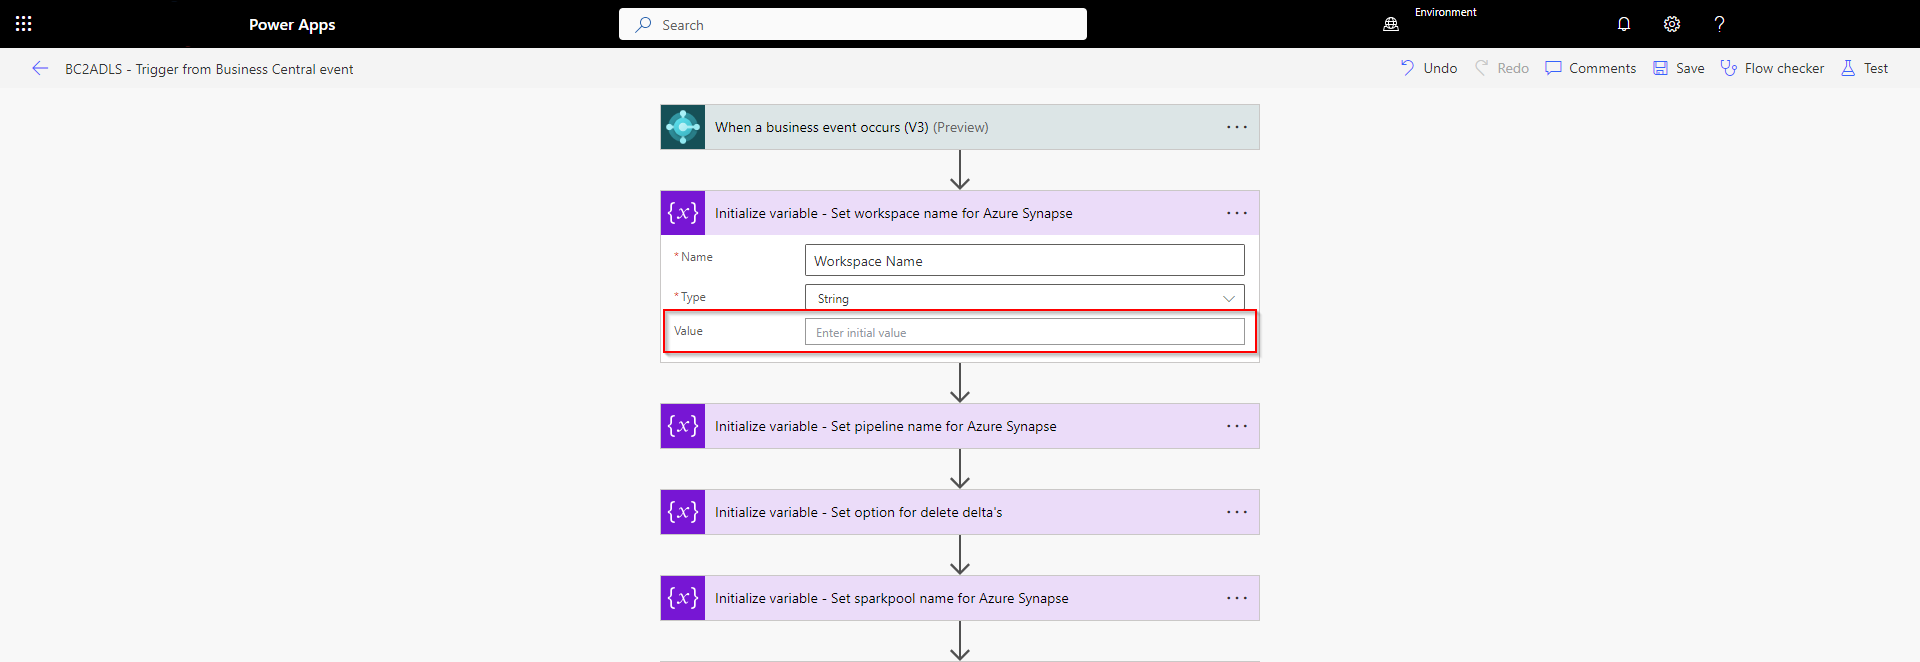 Power Apps
Search
Environment
?
BC2ADLS - Trigger from Business Central event
Undo
Redo
Comments
Save
Flow checker
Test
When a business event occurs (V3) (Preview)
{x} Initialize variable - Set workspace name for Azure Synapse
* Name
Workspace Name
* Type
String
Value
Enter initial value
{x} Initialize variable - Set pipeline name for Azure Synapse
{x} Initialize variable - Set option for delete delta's
{x} Initialize variable - Set sparkpool name for Azure Synapse